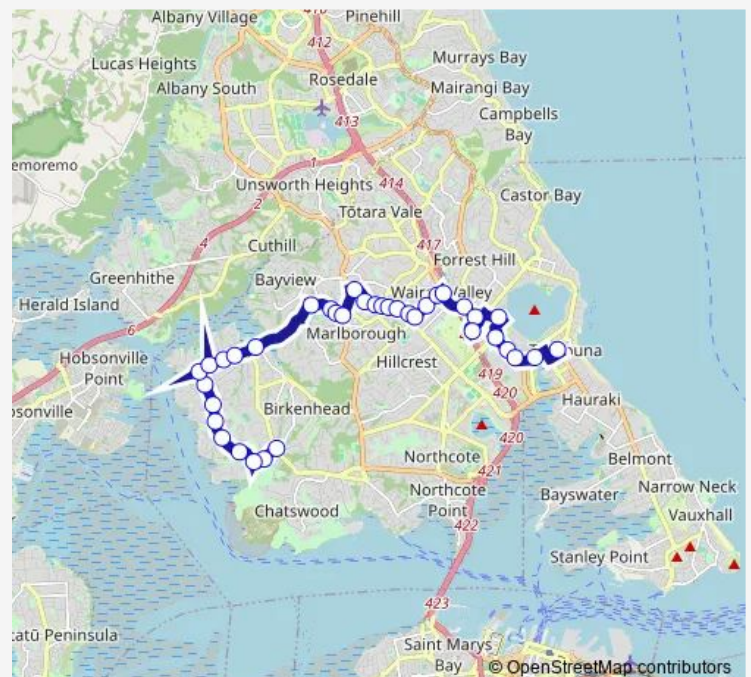 Albany Village
Pinehill
412
Murrays Bay
Lucas Heights
Rosedale
Albany South
Mairangi Bay
Campbells
Bay
413
emoremo
1
Unsworth Heights
414
2
Castor Bay
Tōtara Vale
4
417
Cuthill
Forrest Hill
Greenhithe
Bayview
Herald Island
6
Marlborough
Hobsonville
Point
Hillcrest
419
420
Hauraki
osonville
Birkenhead
420
Northcote
421
Belmont
Northcote
Point
Bayswater
Narrow Neck
Vauxhall
Chatswood
422
Stanley Point
423
tatū Peninsula
Saint Marys
Bay
© OpenStreetMap contributors